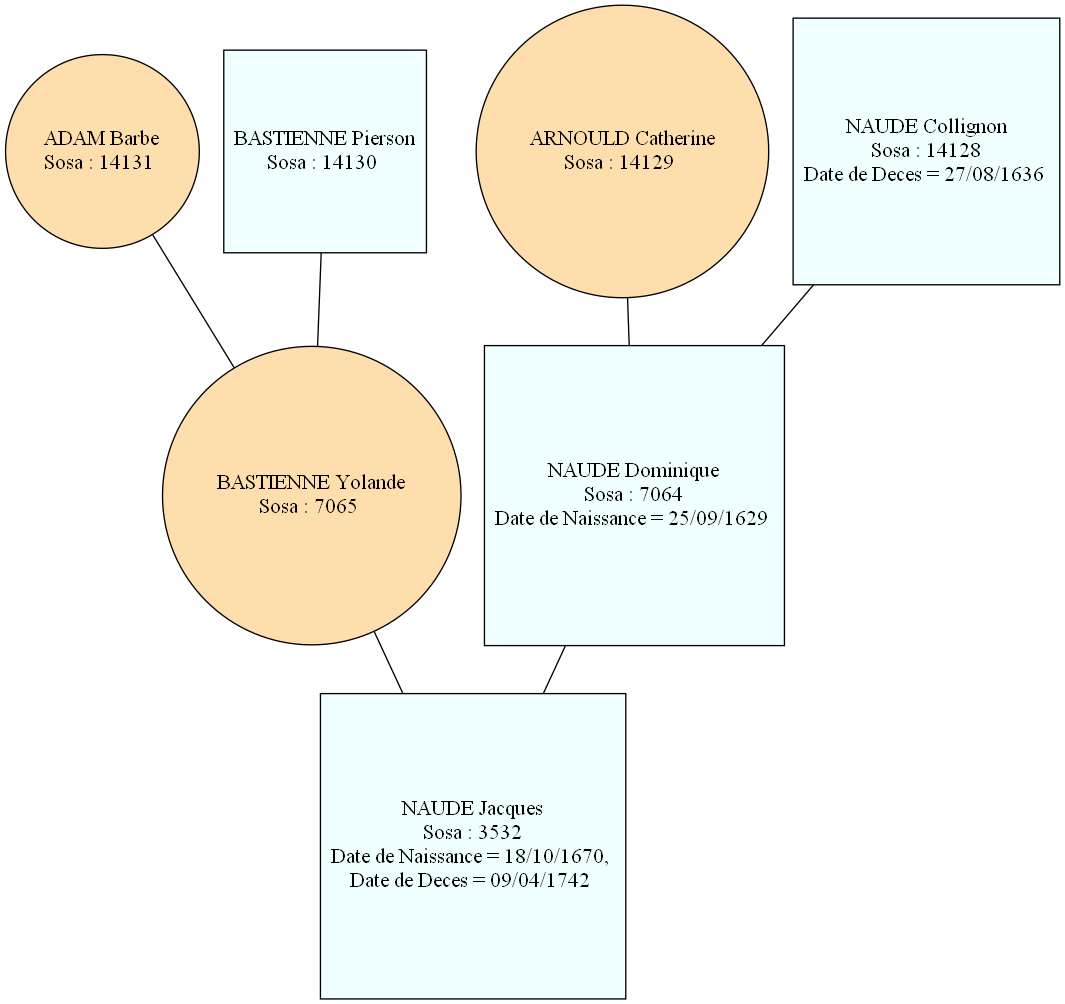 ADAM Barbe
Sosa : 14131
BASTIENNE Pierson
Sosa : 14130
ARNOULD Catherine
Sosa : 14129
NAUDE Collignon
Sosa : 14128
Date de Deces = 27/08/1636
BASTIENNE Yolande
Sosa : 7065
NAUDE Dominique
Sosa : 7064
Date de Naissance = 25/09/1629
NAUDE Jacques
Sosa : 3532
Date de Naissance = 18/10/1670,
Date de Deces = 09/04/1742